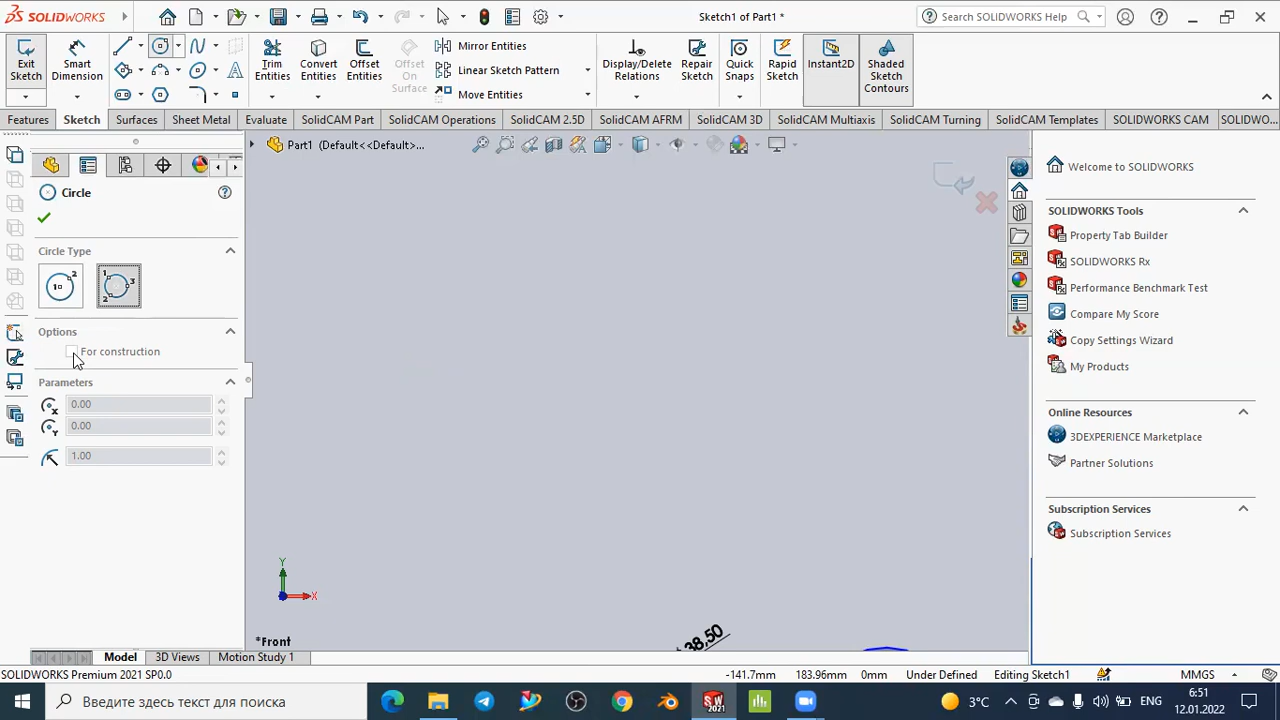 SOLIDWORKS
Sketch1 of Part1 *
Search SOLIDWORKS Help
Exit Sketch
Smart Dimension
Trim Entities
Convert Entities
Offset Entities
Offset On Surface
Mirror Entities
Linear Sketch Pattern
Move Entities
Display/Delete Relations
Repair Sketch
Quick Snaps
Rapid Sketch
Instant2D
Shaded Sketch Contours
Features Sketch Surfaces Sheet Metal Evaluate SolidCAM Part SolidCAM Operations SolidCAM 2.5D SolidCAM AFRM SolidCAM 3D SolidCAM Multiaxis SolidCAM Turning SolidCAM Templates SOLIDWORKS CAM SOLIDWO...
Part1 (Default<<Default>...
Circle
Circle Type
Options
For construction
Parameters
0.00
0.00
1.00
Welcome to SOLIDWORKS
SOLIDWORKS Tools
Property Tab Builder
SOLIDWORKS Rx
Performance Benchmark Test
Compare My Score
Copy Settings Wizard
My Products
Online Resources
3DEXPERIENCE Marketplace
Partner Solutions
Subscription Services
Subscription Services
Y
X
*Front
38.50
Model 3D Views Motion Study 1
SOLIDWORKS Premium 2021 SP0.0
-141.7mm 183.96mm 0mm Under Defined Editing Sketch1 MMGS
Введите здесь текст для поиска
3°C ENG 6:51
12.01.2022